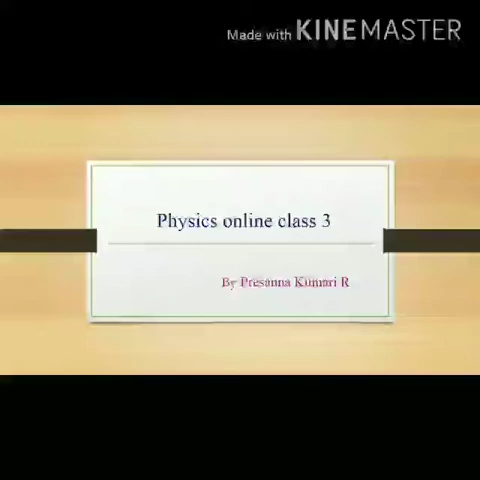 Made with KINEMASTER
Physics online class 3
By Presanna Kumari R